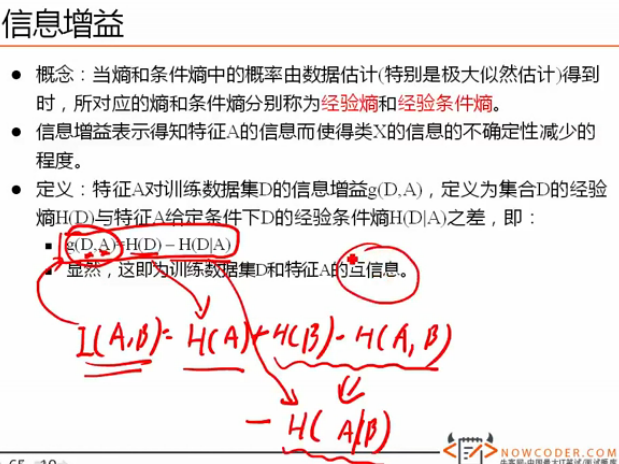 信息增益
● 概念：当熵和条件熵中的概率由数据估计(特别是极大似然估计)得到
时，所对应的熵和条件熵分别称为经验熵和经验条件熵。
● 信息增益表示得知特征A的信息而使得类X的信息的不确定性减少的
程度。
● 定义：特征A对训练数据集D的信息增益g(D,A)，定义为集合D的经验
熵H(D)与特征A给定条件下D的经验条件熵H(D|A)之差，即：
■ g(D,A)=H(D)−H(D|A)
■ 显然，这即为训练数据集D和特征A的互信息。
I(A,B)= H(A)+H(B)-H(A,B)
- H(A|B)
NOWCODER.COM